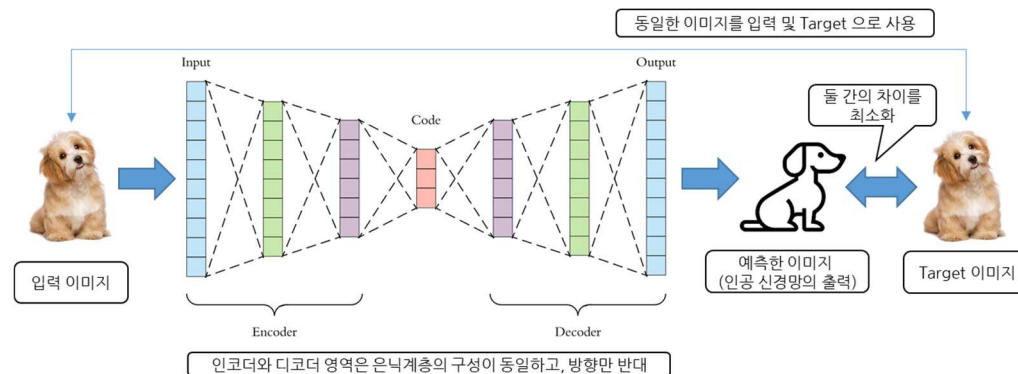 동일한 이미지를 입력 및 Target 으로 사용
Input
Output
Code
둘 간의 차이를
최소화
입력 이미지
예측한 이미지
(인공 신경망의 출력)
Target 이미지
Encoder
Decoder
인코더와 디코더 영역은 은닉계층의 구성이 동일하고, 방향만 반대